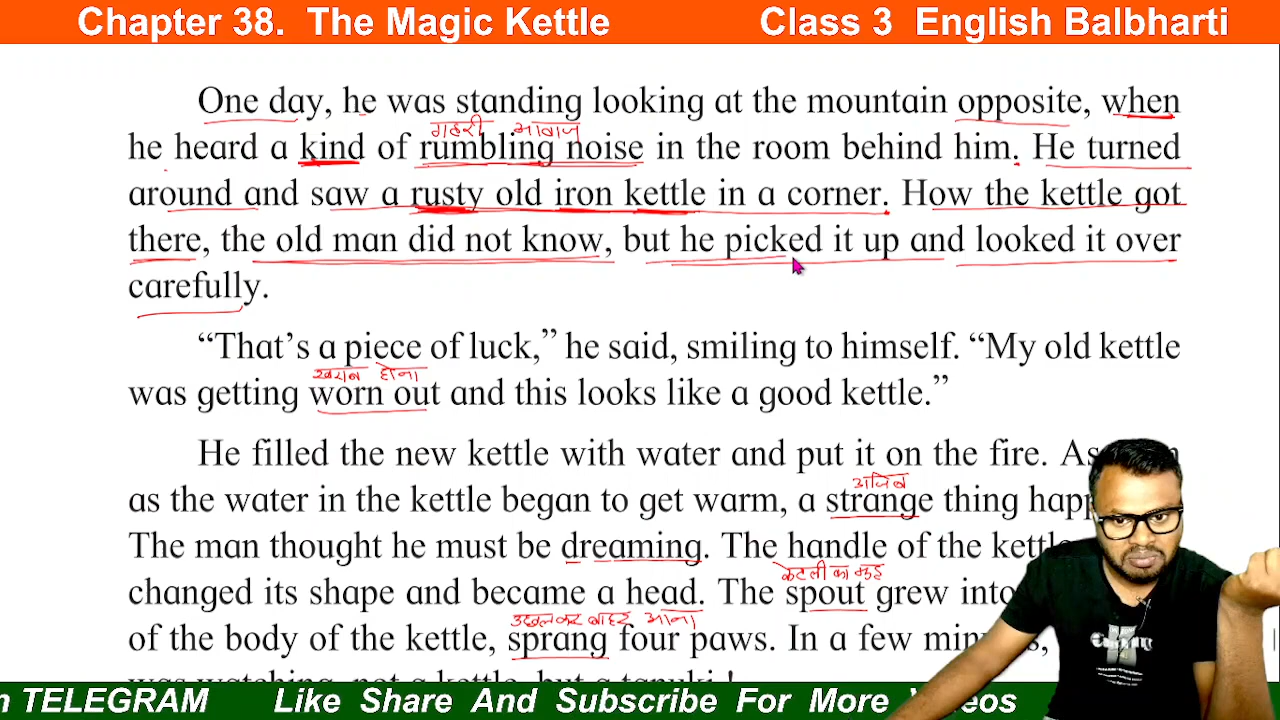 Chapter 38. The Magic Kettle Class 3 English Balbharti
One day, he was standing looking at the mountain opposite, when
गहरी आवाज
he heard a kind of rumbling noise in the room behind him. He turned
around and saw a rusty old iron kettle in a corner. How the kettle got
there, the old man did not know, but he picked it up and looked it over
carefully.
“That’s a piece of luck,” he said, smiling to himself. “My old kettle
खराब होना
was getting worn out and this looks like a good kettle.”
He filled the new kettle with water and put it on the fire. As
अजिब
as the water in the kettle began to get warm, a strange thing
The man thought he must be dreaming. The handle of the
केटली का मुह
changed its shape and became a head. The spout grew
उछलकर बाहर आना
of the body of the kettle, sprang four paws. In a few
TELEGRAM Like Share And Subscribe For More Videos